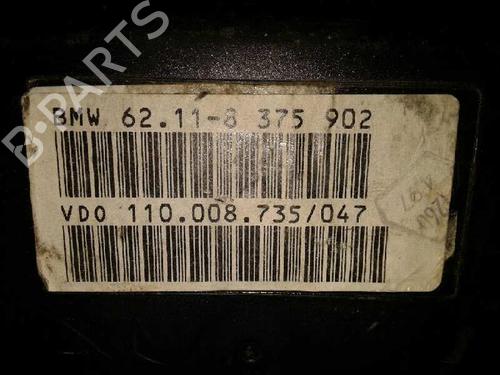 B-PARTS
BMW 62.11-8 375 902
VDO 110.008.735/047